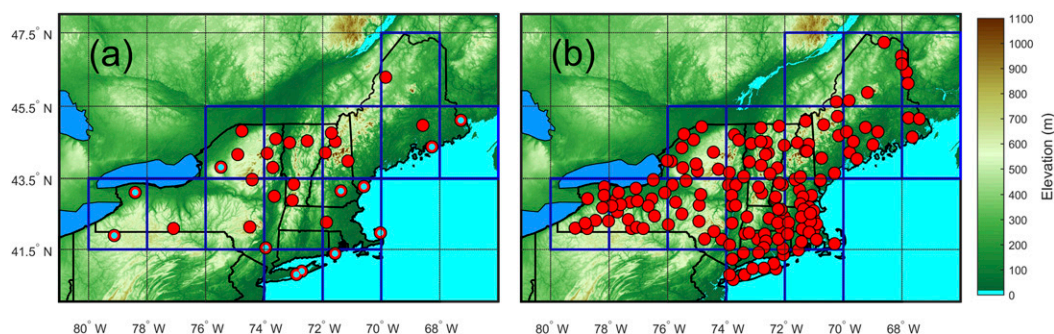 (a)
(b)
47.5° N
45.5° N
43.5° N
41.5° N
80° W 78° W 76° W 74° W 72° W 70° W 68° W
80° W 78° W 76° W 74° W 72° W 70° W 68° W
1100
1000
900
800
700
600
500
400
300
200
100
0
Elevation (m)